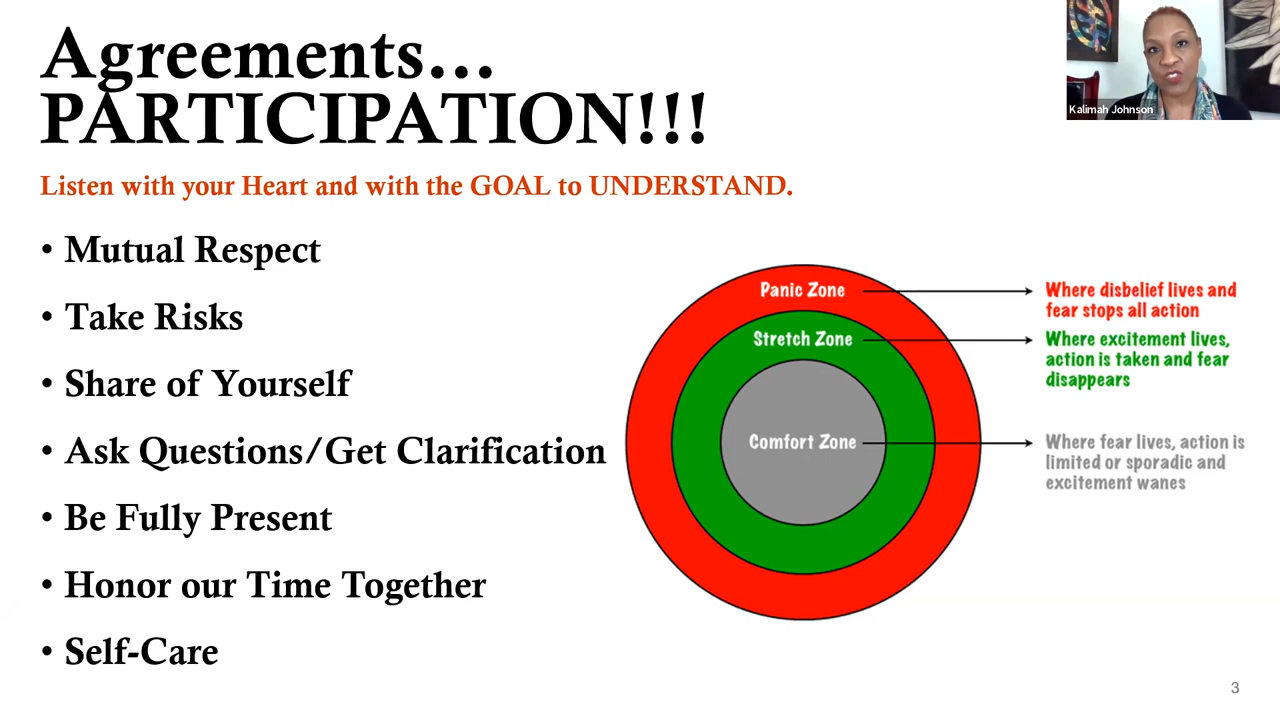 Agreements...
PARTICIPATION!!!
Listen with your Heart and with the GOAL to UNDERSTAND.
• Mutual Respect
• Take Risks
• Share of Yourself
• Ask Questions/Get Clarification
• Be Fully Present
• Honor our Time Together
• Self-Care
Panic Zone
Stretch Zone
Comfort Zone
Where disbelief lives and
fear stops all action
Where excitement lives,
action is taken and fear
disappears
Where fear lives, action is
limited or sporadic and
excitement wanes
Kalimah Johnson
3